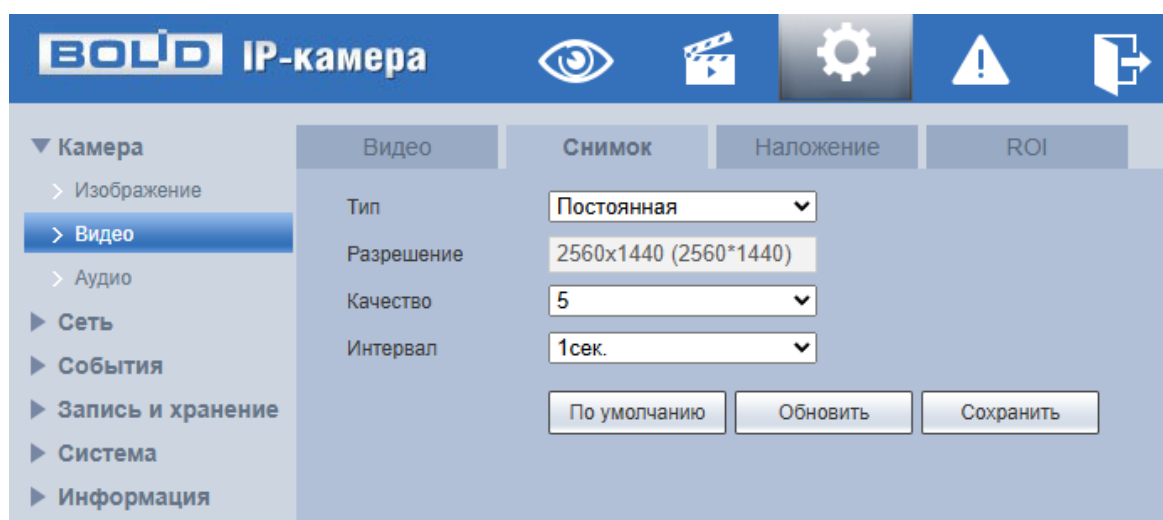 BOLID IP-камера
Камера
Изображение
Видео
Аудио
Сеть
События
Запись и хранение
Система
Информация
Видео Снимок Наложение ROI
Тип Постоянная
Разрешение 2560x1440 (2560*1440)
Качество 5
Интервал 1сек.
По умолчанию Обновить Сохранить